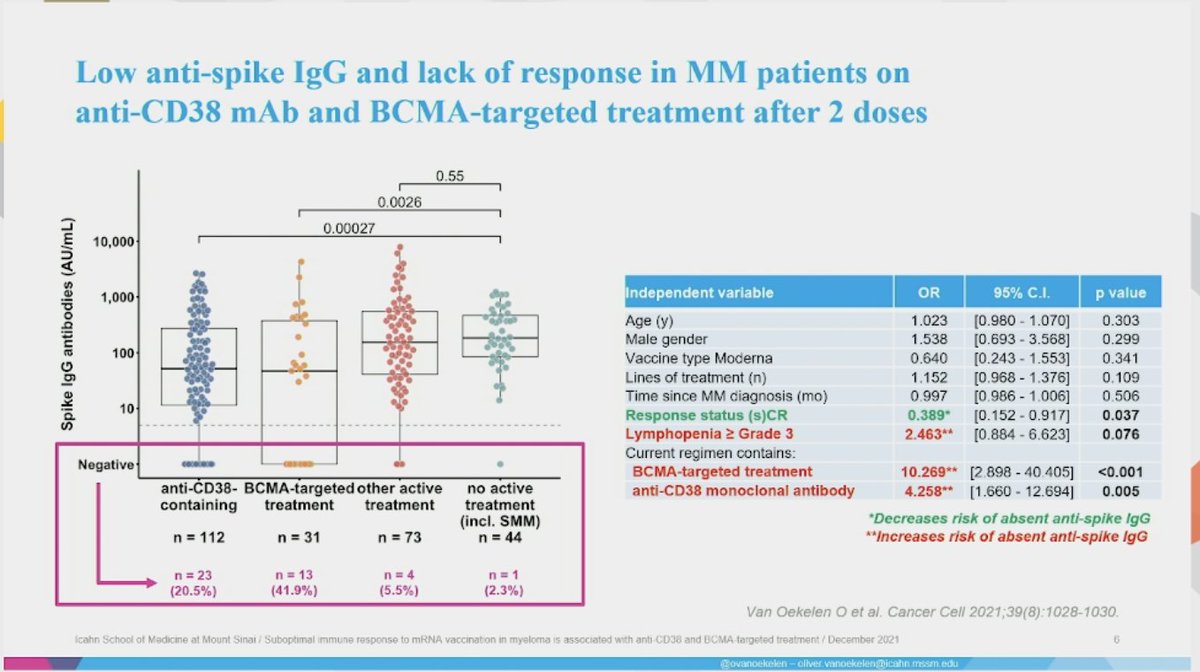 Low anti-spike IgG and lack of response in MM patients on
anti-CD38 mAb and BCMA-targeted treatment after 2 doses
Spike IgG antibodies (AU/mL)
10,000
1,000
100
10
Negative
0.55
0.0026
0.00027
anti-CD38-
containing
BCMA-targeted
treatment
other active
treatment
no active
treatment
(incl. SMM)
n = 112
n = 31
n = 73
n = 44
n = 23
(20.5%)
n = 13
(41.9%)
n = 4
(5.5%)
n = 1
(2.3%)
Independent variable OR 95% C.I. p value
Age (y) 1.023 [0.980 - 1.070] 0.303
Male gender 1.538 [0.693 - 3.568] 0.299
Vaccine type Moderna 0.640 [0.243 - 1.553] 0.341
Lines of treatment (n) 1.152 [0.968 - 1.376] 0.109
Time since MM diagnosis (mo) 0.997 [0.986 - 1.006] 0.506
Response status (s)CR 0.389* [0.152 - 0.917] 0.037
Lymphopenia ≥ Grade 3 2.463** [0.884 - 6.623] 0.076
Current regimen contains:
BCMA-targeted treatment 10.269** [2.898 - 40.405] <0.001
anti-CD38 monoclonal antibody 4.258** [1.660 - 12.694] 0.005
*Decreases risk of absent anti-spike IgG
**Increases risk of absent anti-spike IgG
Van Oekelen O et al. Cancer Cell 2021;39(8):1028-1030.
Icahn School of Medicine at Mount Sinai / Suboptimal immune response to mRNA vaccination in myeloma is associated with anti-CD38 and BCMA-targeted treatment / December 2021
6
@ovanoekelen – oliver.vanoekelen@icahn.mssm.edu